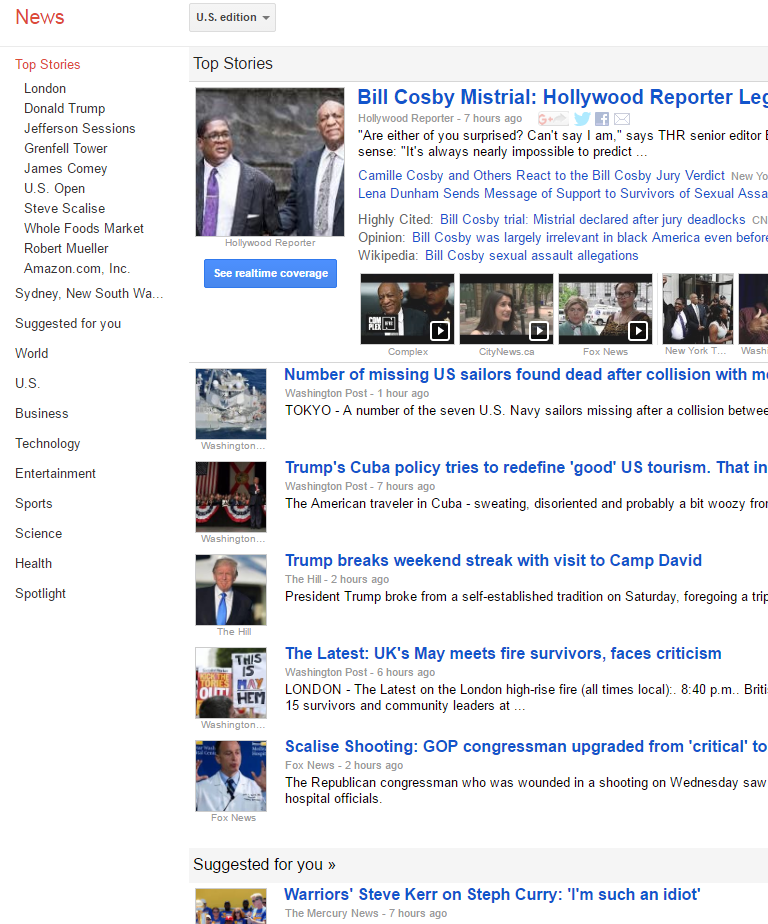 News
U.S. edition
Top Stories
London
Donald Trump
Jefferson Sessions
Grenfell Tower
James Comey
U.S. Open
Steve Scalise
Whole Foods Market
Robert Mueller
Amazon.com, Inc.
Sydney, New South Wa...
Suggested for you
World
U.S.
Business
Technology
Entertainment
Sports
Science
Health
Spotlight
Top Stories
Hollywood Reporter
See realtime coverage
Bill Cosby Mistrial: Hollywood Reporter Leg
Hollywood Reporter - 7 hours ago
"Are either of you surprised? Can't say I am," says THR senior editor E
sense: "It's always nearly impossible to predict ...
Camille Cosby and Others React to the Bill Cosby Jury Verdict New Yo
Lena Dunham Sends Message of Support to Survivors of Sexual Assa
Highly Cited: Bill Cosby trial: Mistrial declared after jury deadlocks CN
Opinion: Bill Cosby was largely irrelevant in black America even before
Wikipedia: Bill Cosby sexual assault allegations
COMPLEX
Complex
CityNews.ca
Fox News
New York T...
Wash
Number of missing US sailors found dead after collision with me
Washington Post - 1 hour ago
TOKYO - A number of the seven U.S. Navy sailors missing after a collision betwee
Washington...
Trump's Cuba policy tries to redefine 'good' US tourism. That in
Washington Post - 7 hours ago
The American traveler in Cuba - sweating, disoriented and probably a bit woozy fror
Washington...
Trump breaks weekend streak with visit to Camp David
The Hill - 2 hours ago
President Trump broke from a self-established tradition on Saturday, foregoing a trip
The Hill
The Latest: UK's May meets fire survivors, faces criticism
Washington Post - 6 hours ago
LONDON - The Latest on the London high-rise fire (all times local):. 8:40 p.m.. Britis
15 survivors and community leaders at ...
KICK THE
TORIES
OUT!
THIS
IS
MAY
HEM
Washington...
Scalise Shooting: GOP congressman upgraded from 'critical' to
Fox News - 2 hours ago
The Republican congressman who was wounded in a shooting on Wednesday saw
hospital officials.
Fox News
Suggested for you »
Warriors' Steve Kerr on Steph Curry: 'I'm such an idiot'
The Mercury News - 7 hours ago